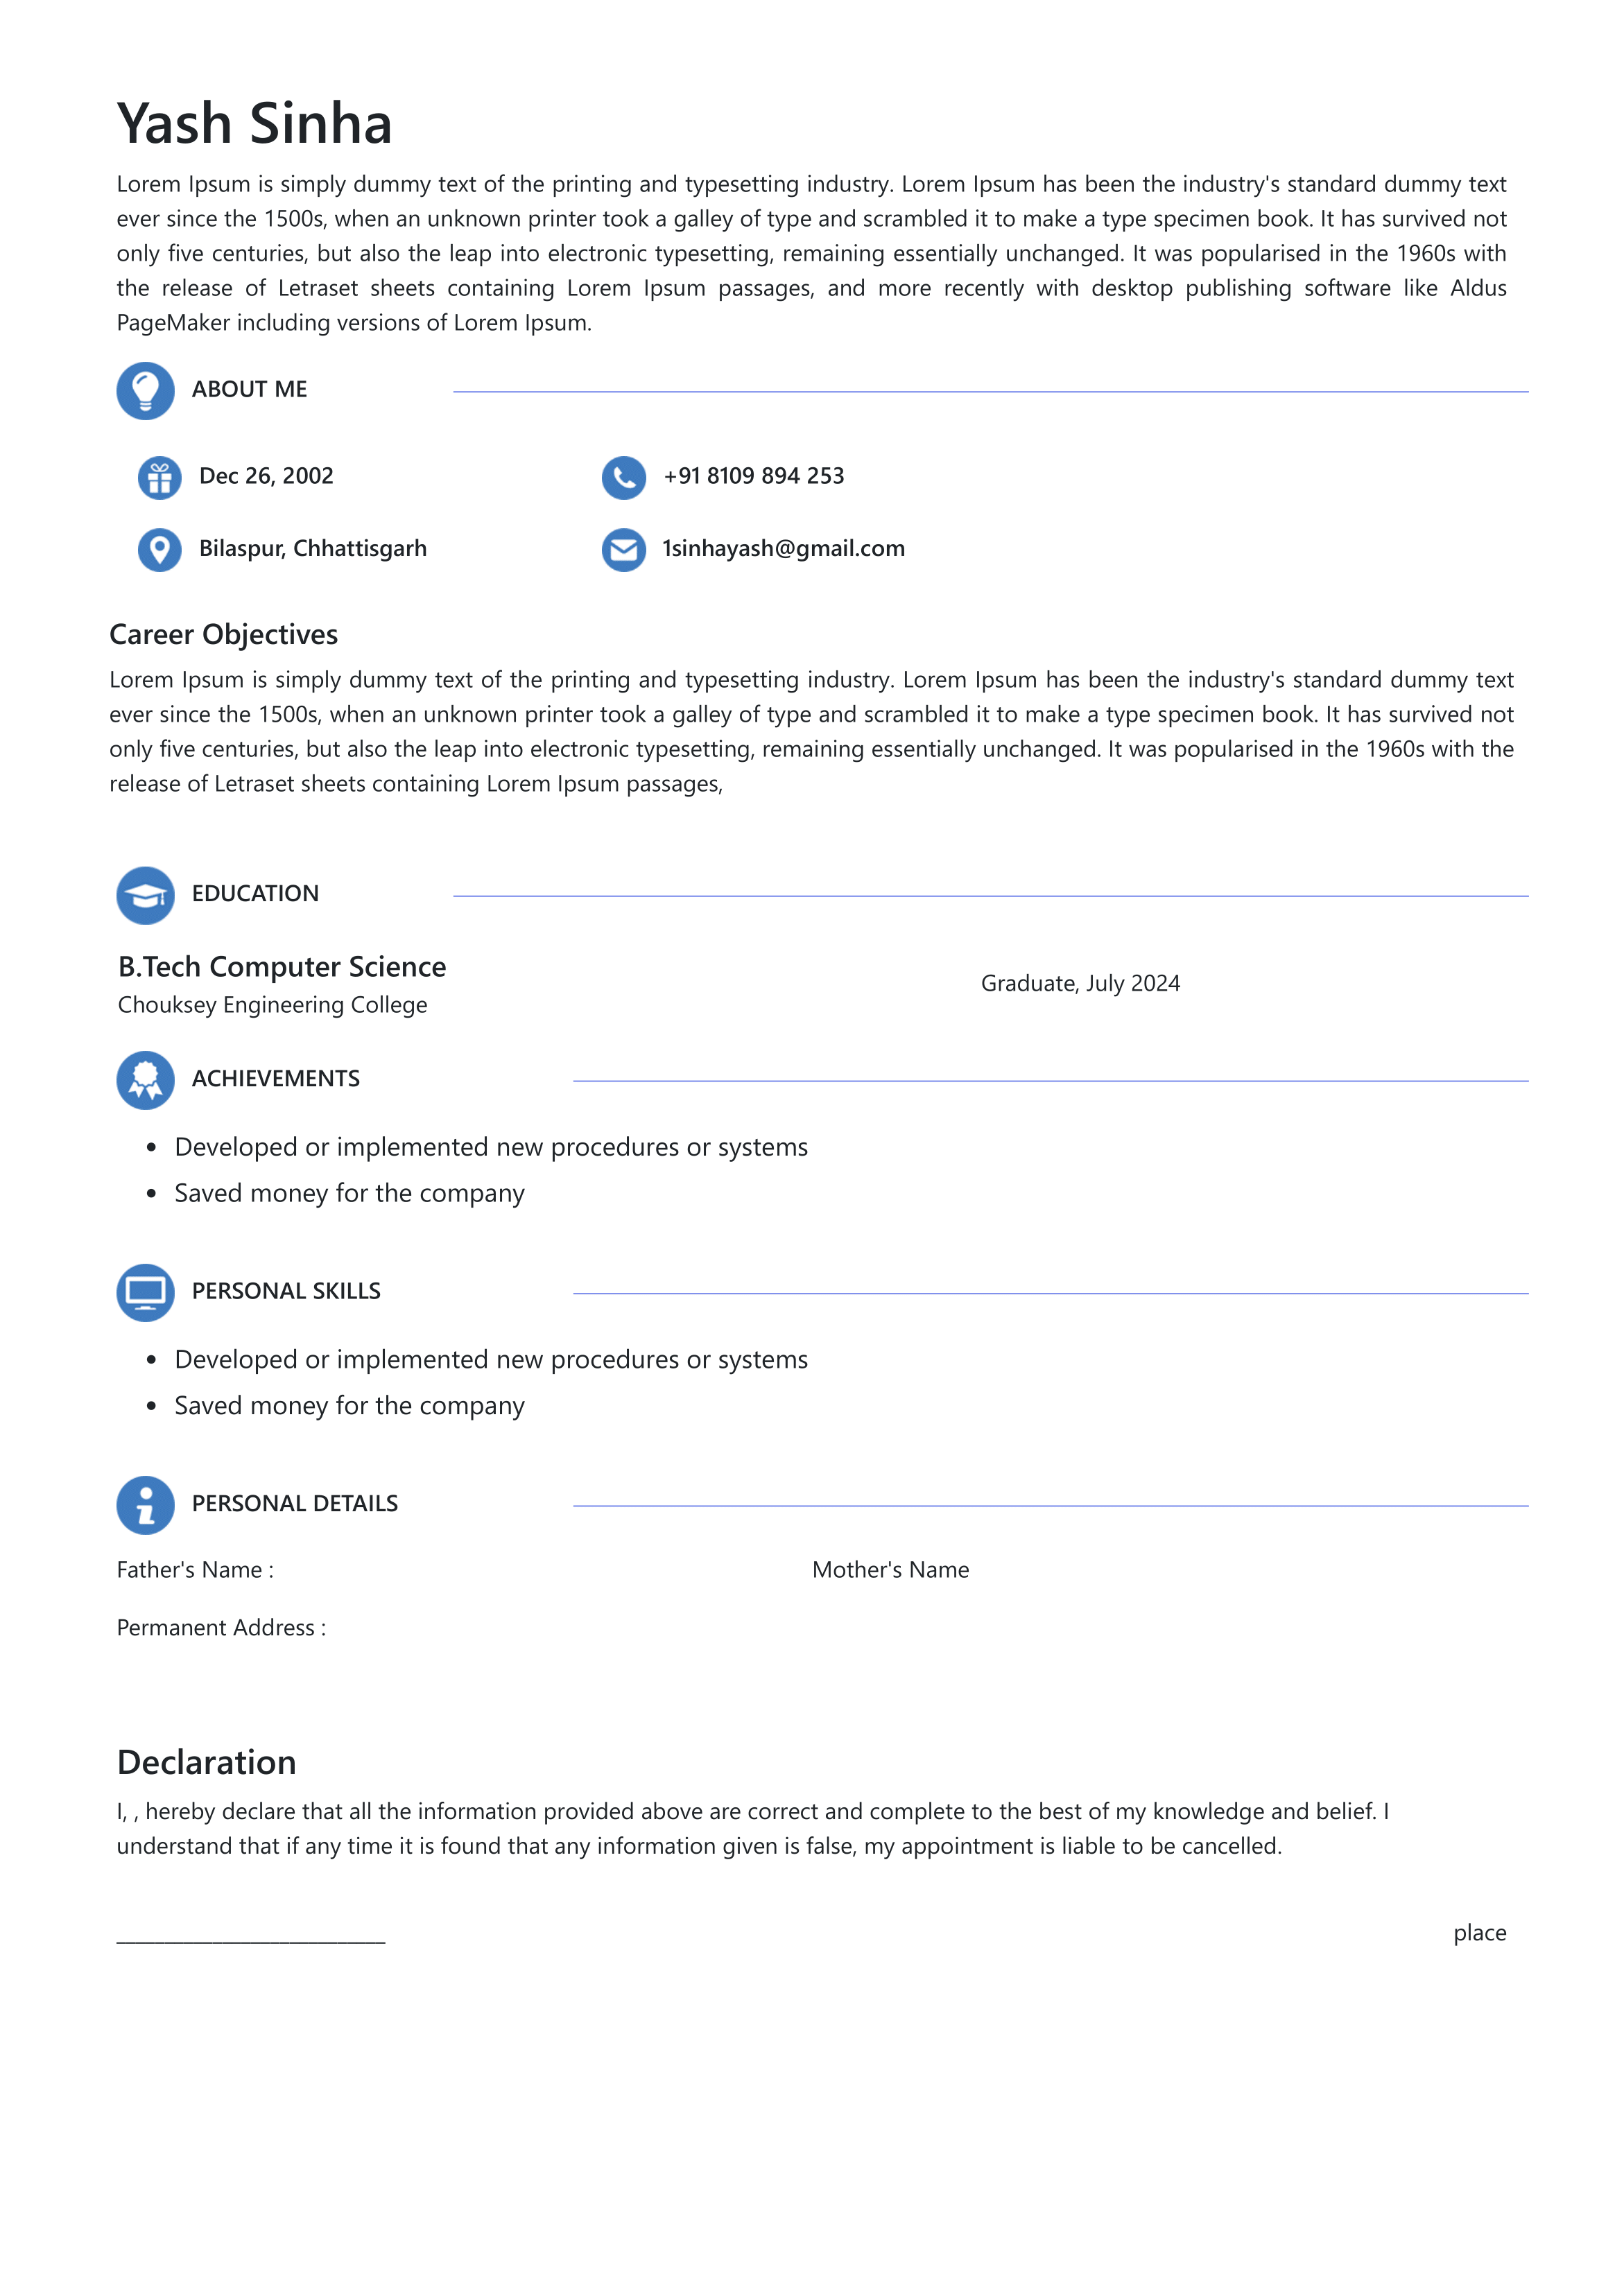 Yash Sinha
Lorem Ipsum is simply dummy text of the printing and typesetting industry. Lorem Ipsum has been the industry's standard dummy text
ever since the 1500s, when an unknown printer took a galley of type and scrambled it to make a type specimen book. It has survived not
only five centuries, but also the leap into electronic typesetting, remaining essentially unchanged. It was popularised in the 1960s with
the release of Letraset sheets containing Lorem Ipsum passages, and more recently with desktop publishing software like Aldus
PageMaker including versions of Lorem Ipsum.
ABOUT ME
Dec 26, 2002
+91 8109 894 253
Bilaspur, Chhattisgarh
1sinhayash@gmail.com
Career Objectives
Lorem Ipsum is simply dummy text of the printing and typesetting industry. Lorem Ipsum has been the industry's standard dummy text
ever since the 1500s, when an unknown printer took a galley of type and scrambled it to make a type specimen book. It has survived not
only five centuries, but also the leap into electronic typesetting, remaining essentially unchanged. It was popularised in the 1960s with the
release of Letraset sheets containing Lorem Ipsum passages,
EDUCATION
B.Tech Computer Science
Chouksey Engineering College
Graduate, July 2024
ACHIEVEMENTS
• Developed or implemented new procedures or systems
• Saved money for the company
PERSONAL SKILLS
• Developed or implemented new procedures or systems
• Saved money for the company
PERSONAL DETAILS
Father's Name :
Mother's Name
Permanent Address :
Declaration
I, , hereby declare that all the information provided above are correct and complete to the best of my knowledge and belief. I
understand that if any time it is found that any information given is false, my appointment is liable to be cancelled.
________________________
place